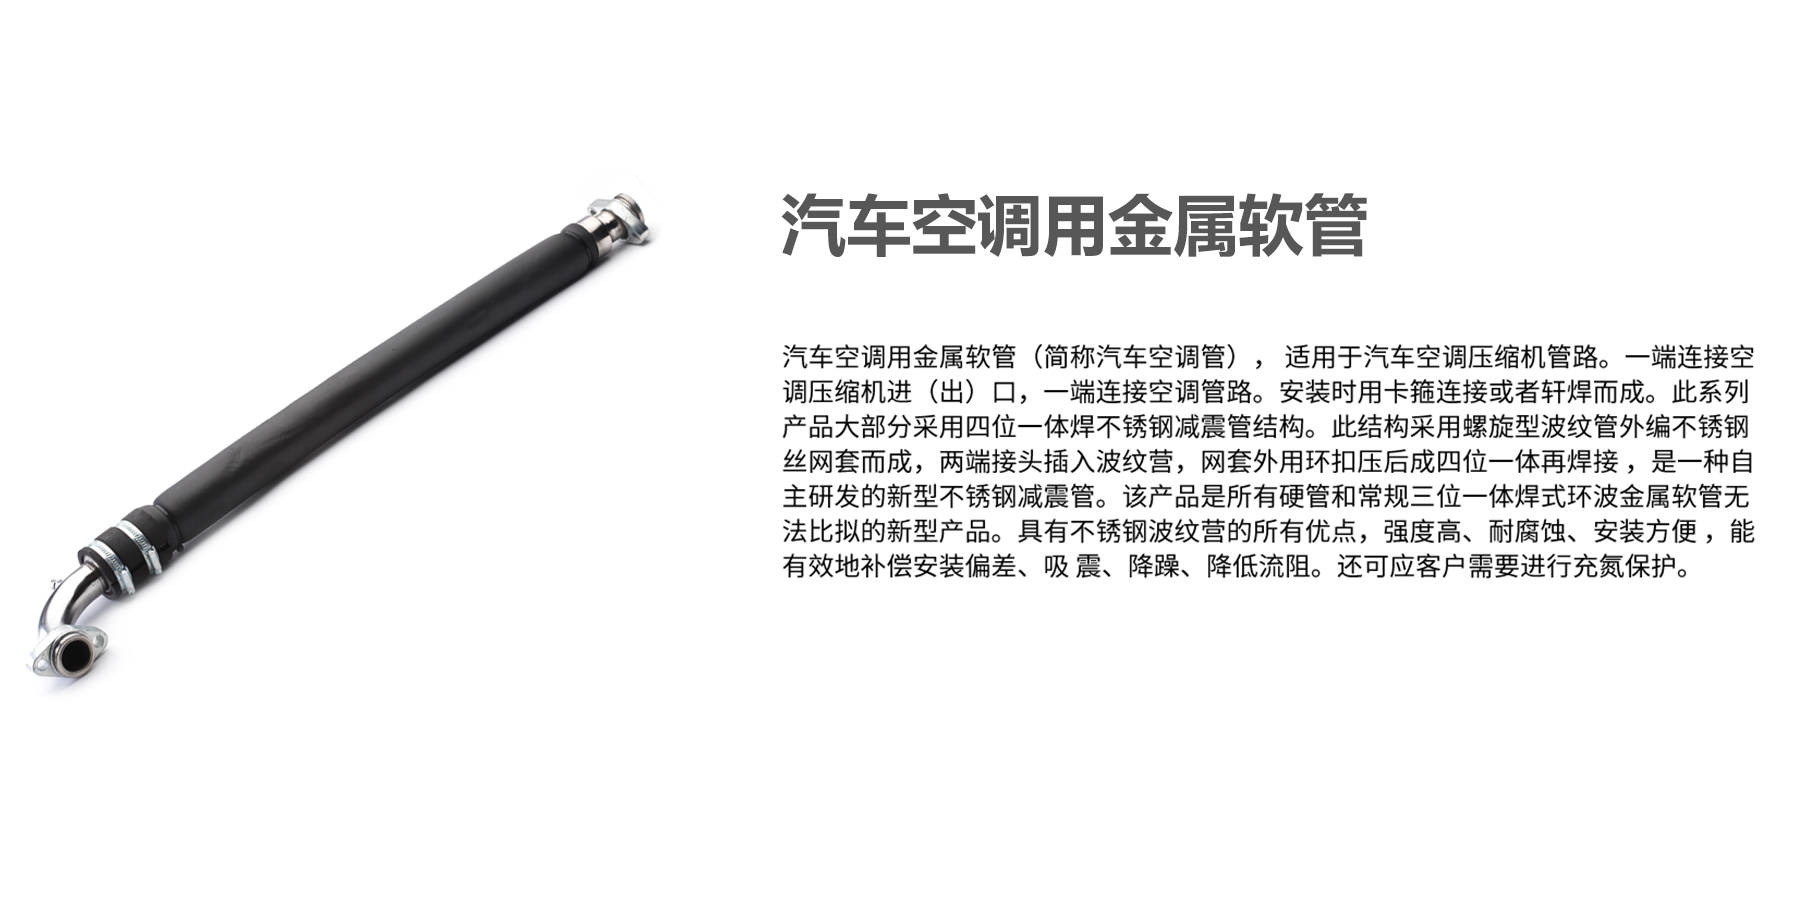 汽车空调用金属软管
汽车空调用金属软管（简称汽车空调管）， 适用于汽车空调压缩机管路。一端连接空
调压缩机进（出）口，一端连接空调管路。安装时用卡箍连接或者钎焊而成。此系列
产品大部分采用四位一体焊不锈钢减震管结构。此结构采用螺旋型波纹管外编不锈钢
丝网套而成，两端接头插入波纹营，网套外用环扣压后成四位一体再焊接 ，是一种自
主研发的新型不锈钢减震管。该产品是所有硬管和常规三位一体焊式环波金属软管无
法比拟的新型产品。具有不锈钢波纹营的所有优点，强度高、耐腐蚀、安装方便 ，能
有效地补偿安装偏差、吸 震、降躁、降低流阻。还可应客户需要进行充氮保护。